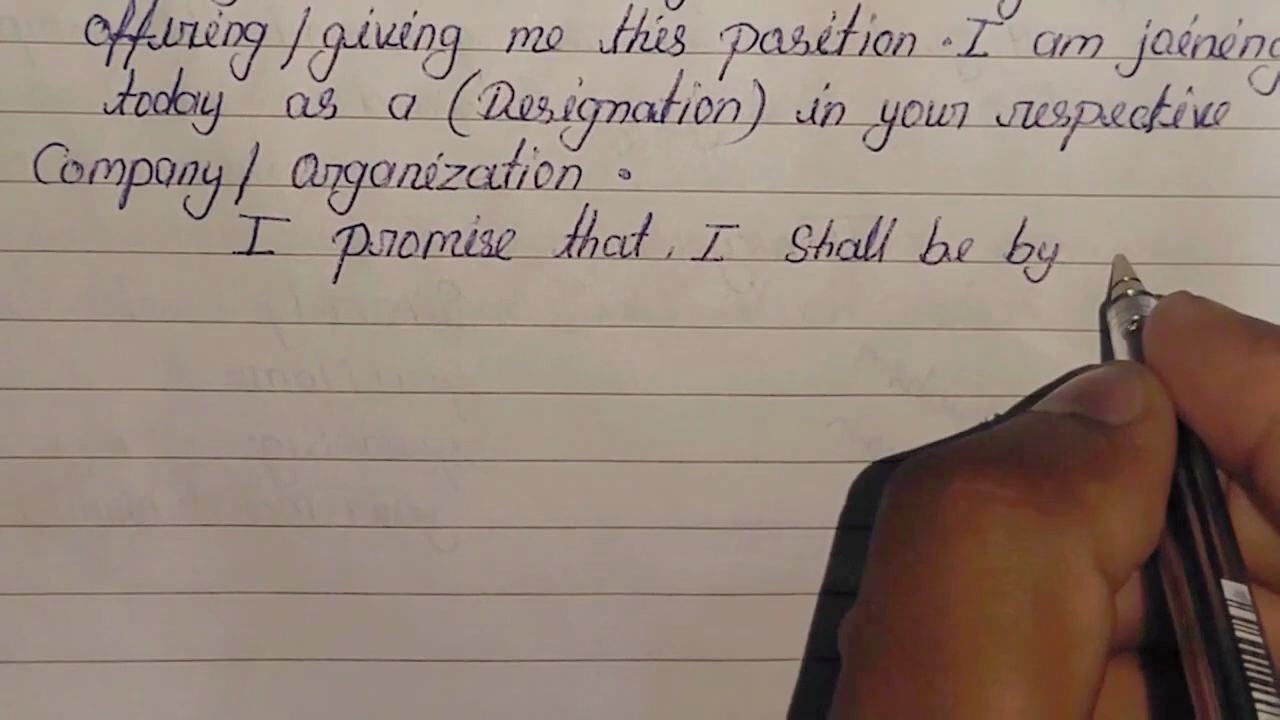 offering/giving me this position. I am joining
today as a (Designation) in your respective
Company/ organization.
I promise that, I shall be by